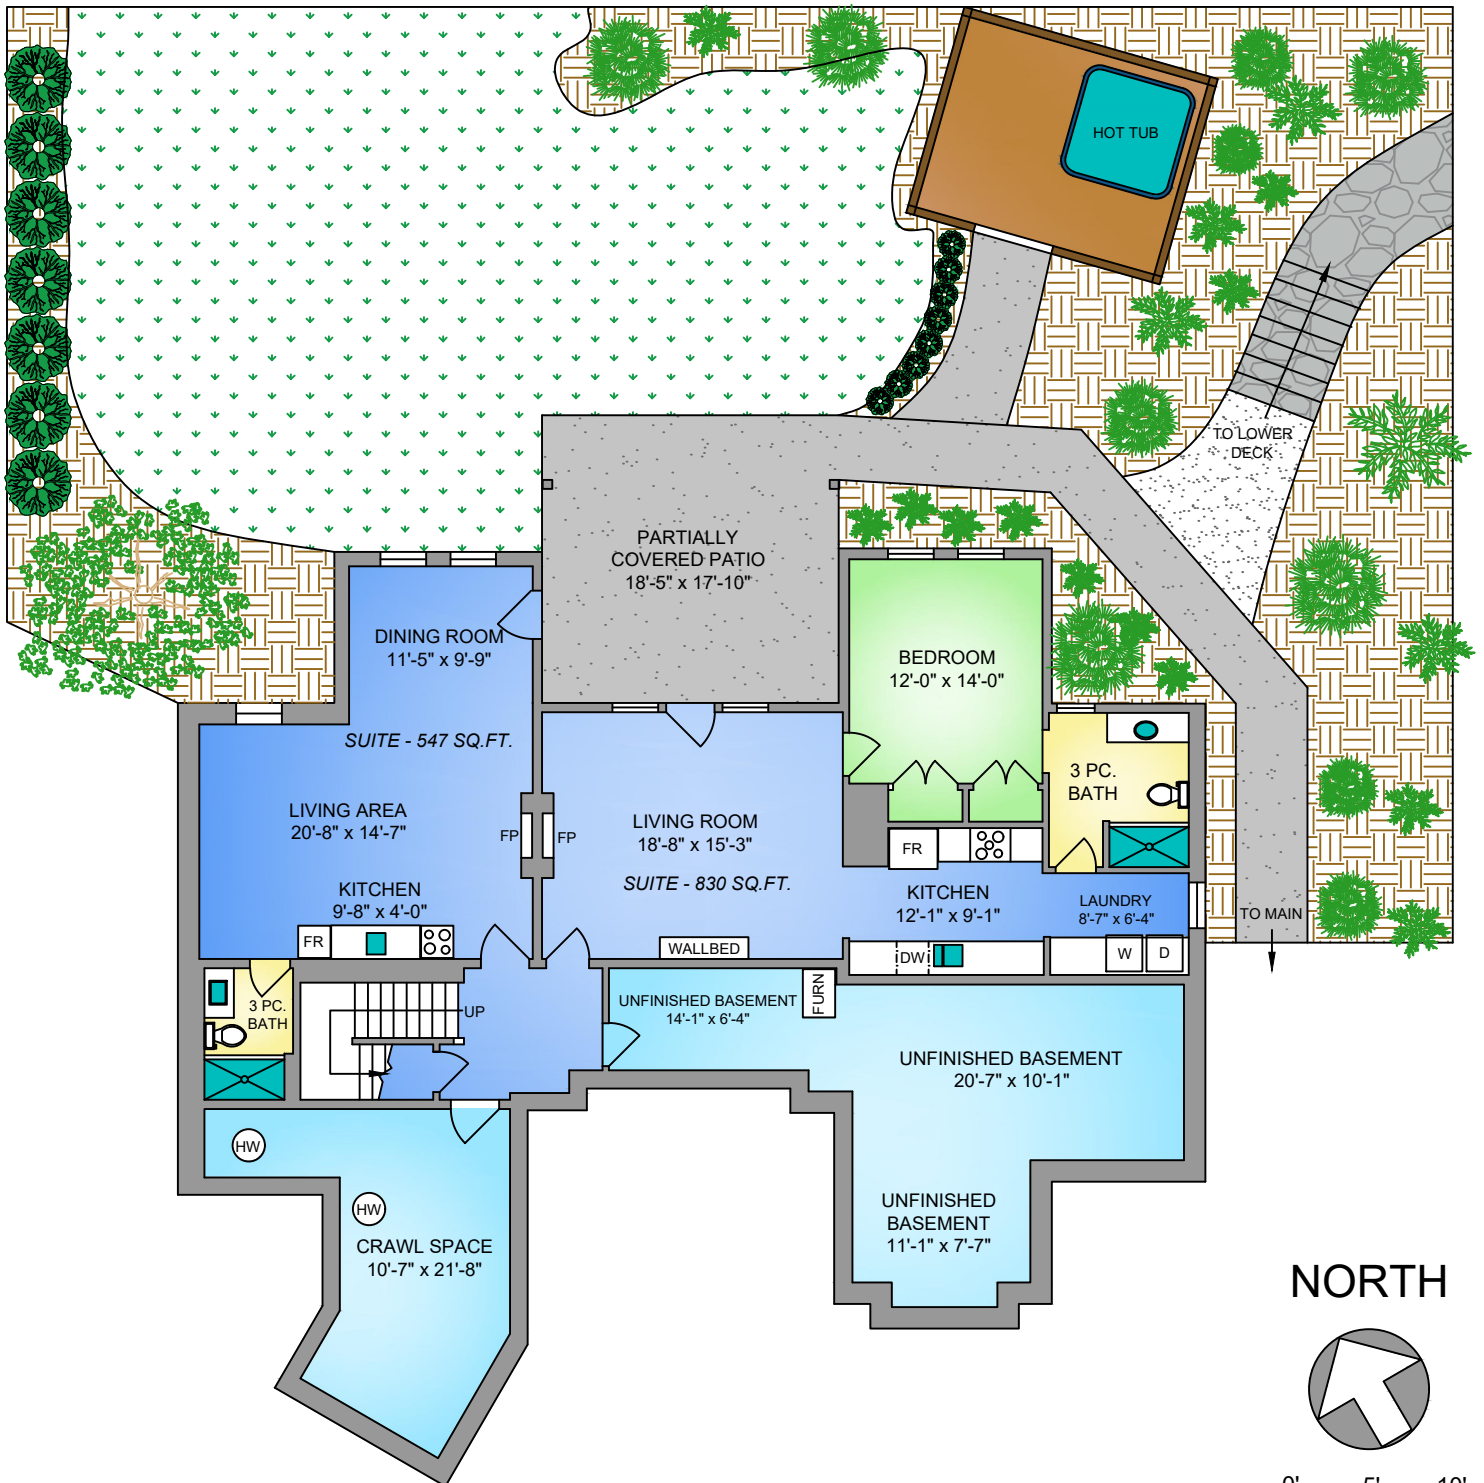 HOT TUB
TO LOWER
DECK
PARTIALLY
COVERED PATIO
18'-5" x 17'-10"
DINING ROOM
11'-5" x 9'-9"
BEDROOM
12'-0" x 14'-0"
SUITE - 547 SQ.FT.
3 PC.
BATH
LIVING AREA
20'-8" x 14'-7"
FP
FP
LIVING ROOM
18'-8" x 15'-3"
FR
SUITE - 830 SQ.FT.
KITCHEN
9'-8" x 4'-0"
KITCHEN
12'-1" x 9'-1"
LAUNDRY
8'-7" x 6'-4"
TO MAIN
FR
WALLBED
DW
W
D
3 PC.
BATH
UP
UNFINISHED BASEMENT
14'-1" x 6'-4"
FURN
UNFINISHED BASEMENT
20'-7" x 10'-1"
HW
HW
UNFINISHED
BASEMENT
11'-1" x 7'-7"
CRAWL SPACE
10'-7" x 21'-8"
NORTH
0' 5' 10'